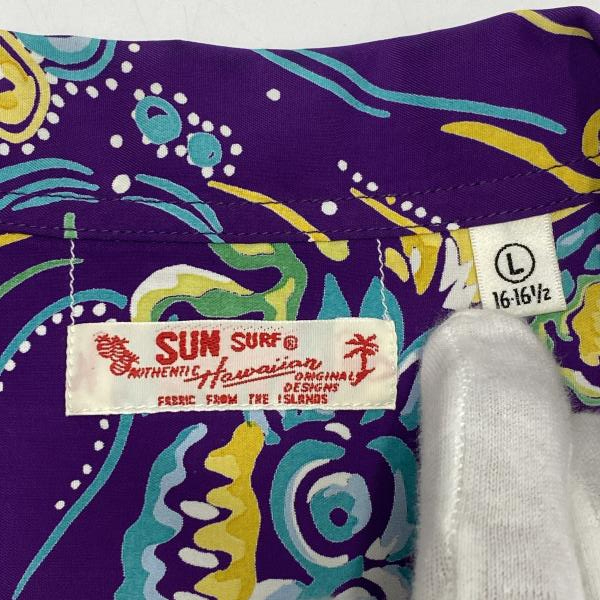 SUN SURF®
AUTHENTIC Hawaiian ORIGINAL
DESIGNS
FABRIC FROM THE ISLANDS
L
16-16½